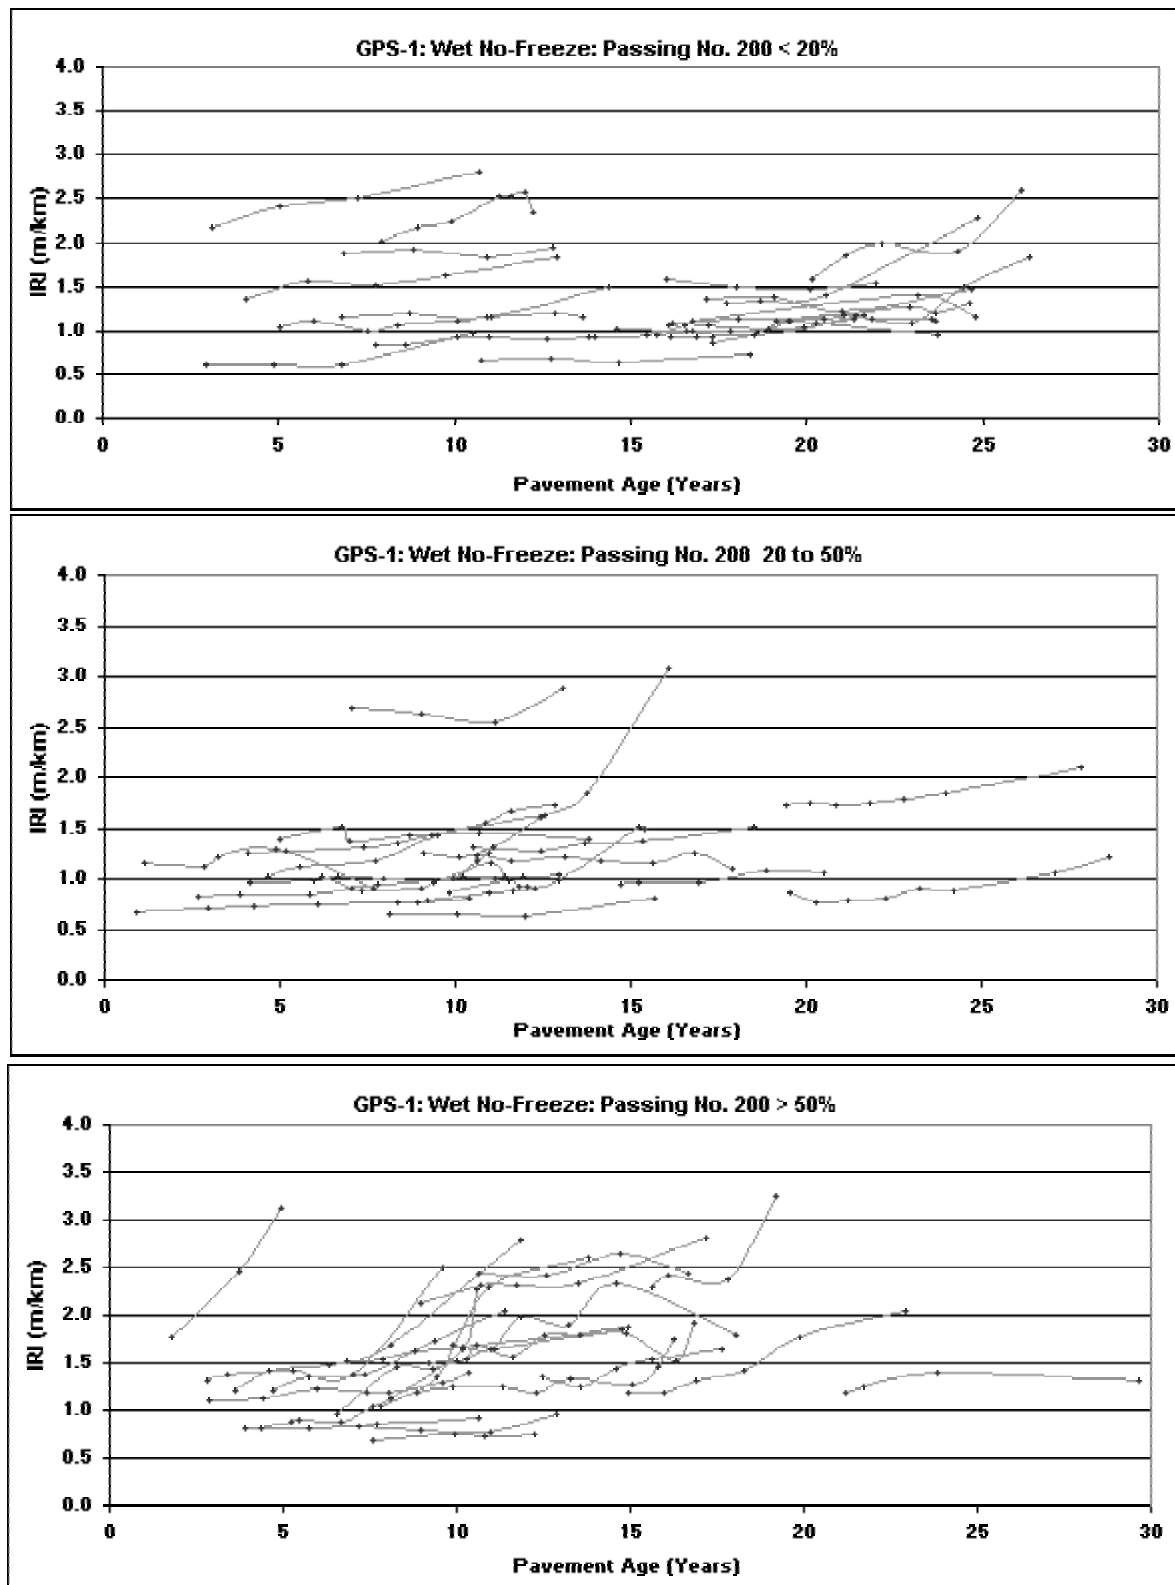 GPS-1: Wet No-Freeze: Passing No. 200 < 20%
4.0
3.5
3.0
2.5
2.0
1.5
1.0
0.5
0.0
IRI (m/km)
0 5 10 15 20 25 30
Pavement Age (Years)
GPS-1: Wet No-Freeze: Passing No. 200 20 to 50%
4.0
3.5
3.0
2.5
2.0
1.5
1.0
0.5
0.0
IRI (m/km)
0 5 10 15 20 25 30
Pavement Age (Years)
GPS-1: Wet No-Freeze: Passing No. 200 > 50%
4.0
3.5
3.0
2.5
2.0
1.5
1.0
0.5
0.0
IRI (m/km)
0 5 10 15 20 25 30
Pavement Age (Years)